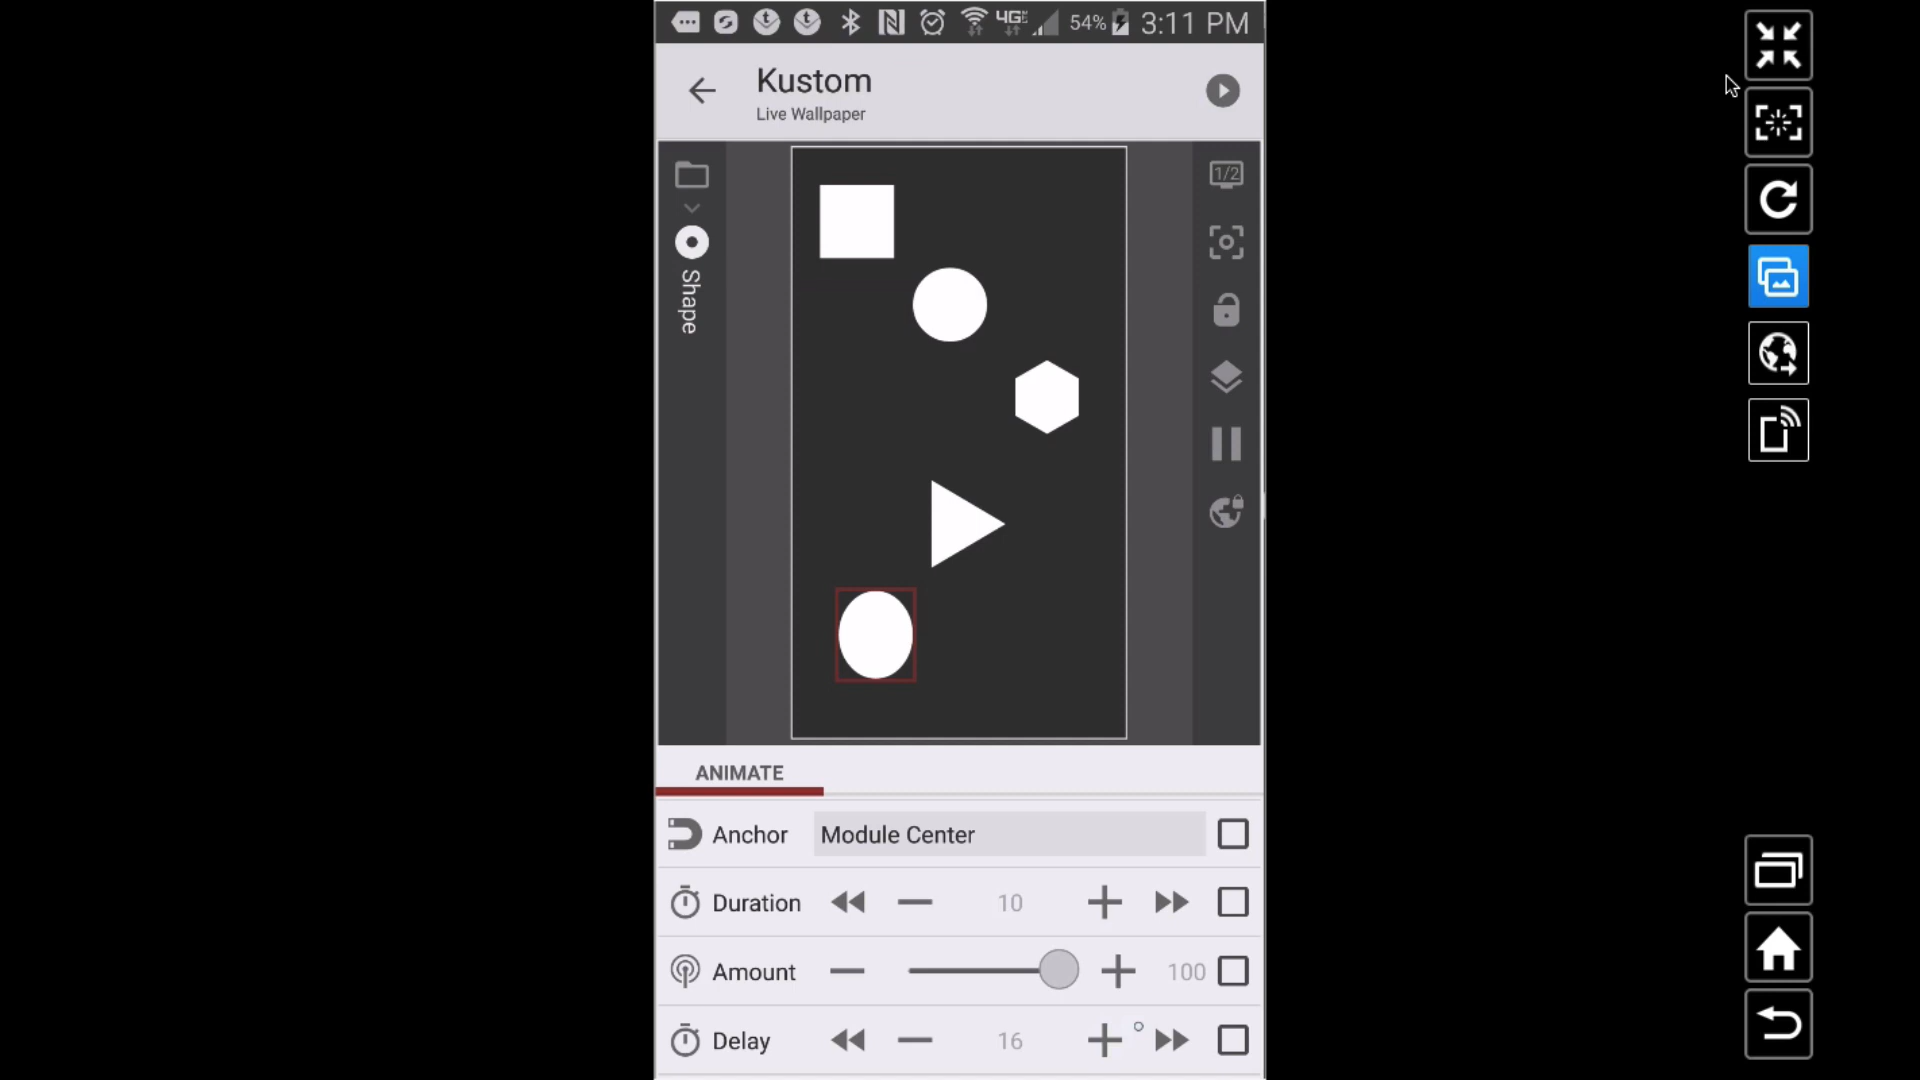 4G 54% 3:11 PM
Kustom
Live Wallpaper
1/2
Shape
ANIMATE
Anchor Module Center
Duration 10
Amount 100
Delay 16